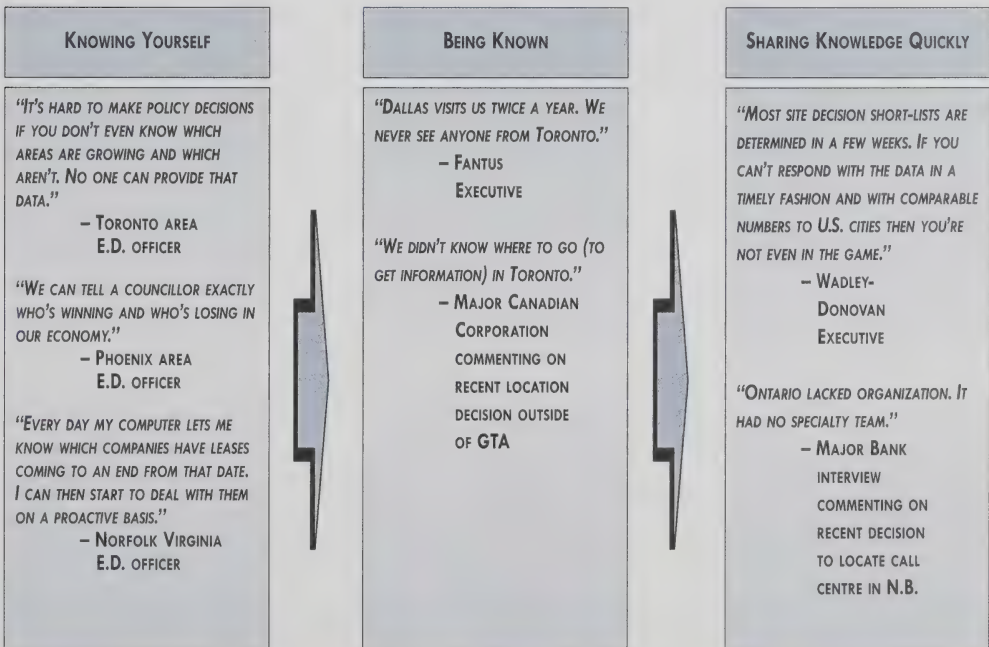 KNOWING YOURSELF
"IT'S HARD TO MAKE POLICY DECISIONS
IF YOU DON'T EVEN KNOW WHICH
AREAS ARE GROWING AND WHICH
AREN'T. NO ONE CAN PROVIDE THAT
DATA."
– TORONTO AREA
E.D. OFFICER
"WE CAN TELL A COUNCILLOR EXACTLY
WHO'S WINNING AND WHO'S LOSING IN
OUR ECONOMY."
– PHOENIX AREA
E.D. OFFICER
"EVERY DAY MY COMPUTER LETS ME
KNOW WHICH COMPANIES HAVE LEASES
COMING TO AN END FROM THAT DATE.
I CAN THEN START TO DEAL WITH THEM
ON A PROACTIVE BASIS."
– NORFOLK VIRGINIA
E.D. OFFICER
BEING KNOWN
"DALLAS VISITS US TWICE A YEAR. WE
NEVER SEE ANYONE FROM TORONTO."
– FANTUS
EXECUTIVE
"WE DIDN'T KNOW WHERE TO GO (TO
GET INFORMATION) IN TORONTO."
– MAJOR CANADIAN
CORPORATION
COMMENTING ON
RECENT LOCATION
DECISION OUTSIDE
OF GTA
SHARING KNOWLEDGE QUICKLY
"MOST SITE DECISION SHORT-LISTS ARE
DETERMINED IN A FEW WEEKS. IF YOU
CAN'T RESPOND WITH THE DATA IN A
TIMELY FASHION AND WITH COMPARABLE
NUMBERS TO U.S. CITIES THEN YOU'RE
NOT EVEN IN THE GAME."
– WADLEY-
DONOVAN
EXECUTIVE
"ONTARIO LACKED ORGANIZATION. IT
HAD NO SPECIALTY TEAM."
– MAJOR BANK
INTERVIEW
COMMENTING ON
RECENT DECISION
TO LOCATE CALL
CENTRE IN N.B.